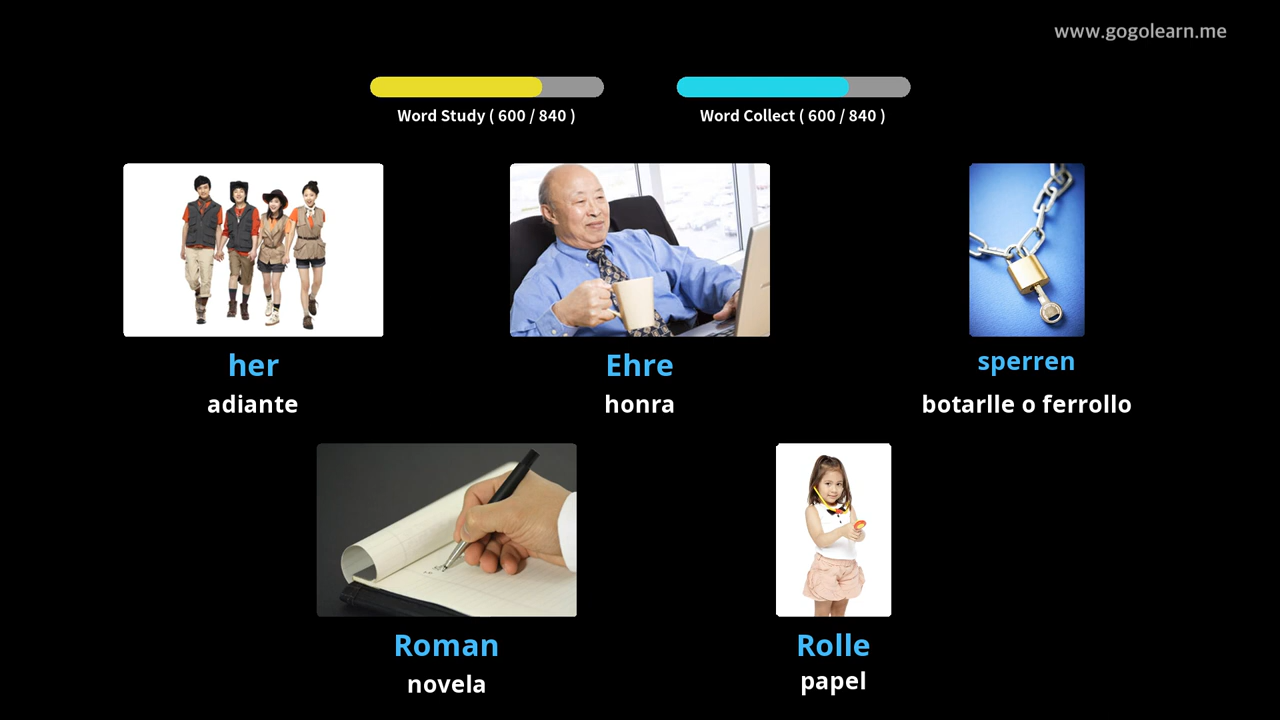 www.gogolearn.me
Word Study ( 600 / 840 )
Word Collect ( 600 / 840 )
her
adiante
Ehre
honra
sperren
botarlle o ferrollo
Roman
novela
Rolle
papel